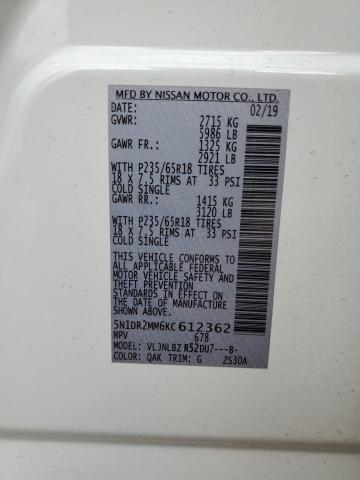 MFD BY NISSAN MOTOR CO., LTD.
DATE: 02/19
GVWR: 2715 KG
5986 LB
GAWR FR.: 1325 KG
2921 LB
WITH P235/65R18 TIRES
18 X 7.5 RIMS AT 33 PSI
COLD SINGLE
GAWR RR.: 1415 KG
3120 LB
WITH P235/65R18 TIRES
18 X 7.5 RIMS AT 33 PSI
COLD SINGLE
THIS VEHICLE CONFORMS TO ALL
APPLICABLE FEDERAL
MOTOR VEHICLE SAFETY
THEFT PREVENTION
STANDARDS IN EFFECT ON THE
DATE OF MANUFACTURE
SHOWN ABOVE.
5N1DR2MM6KC612362
MPV 678
MODEL: VLJNLBZ R52DU7---8-
COLOR: QAK TRIM: G 2S30A